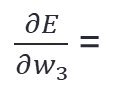 ∂E/∂w₃ =